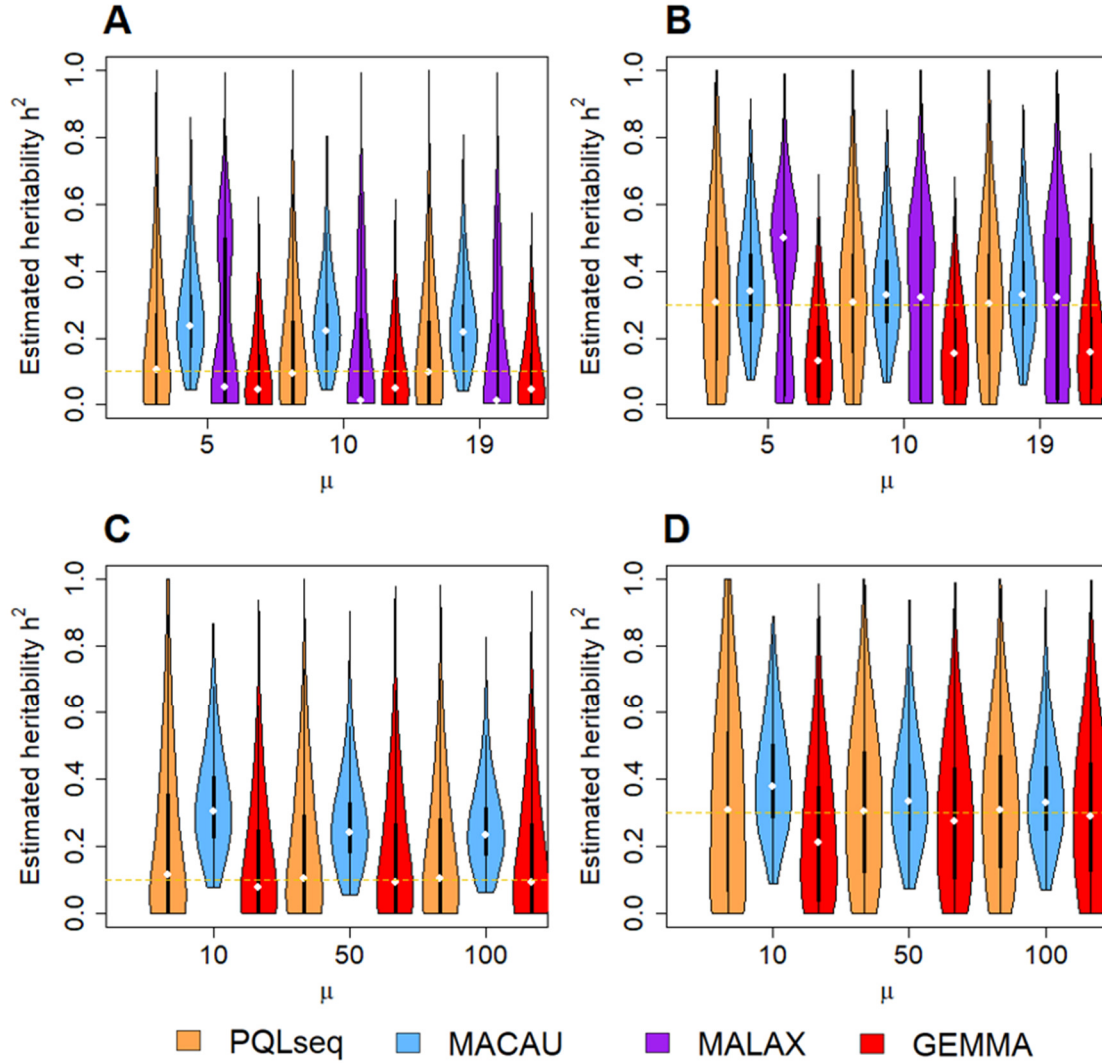 A
Estimated heritability h²
0.0 0.2 0.4 0.6 0.8 1.0
5 10 19
μ
B
Estimated heritability h²
0.0 0.2 0.4 0.6 0.8 1.0
5 10 19
μ
C
Estimated heritability h²
0.0 0.2 0.4 0.6 0.8 1.0
10 50 100
μ
D
Estimated heritability h²
0.0 0.2 0.4 0.6 0.8 1.0
10 50 100
μ
PQLseq MACAU MALAX GEMMA